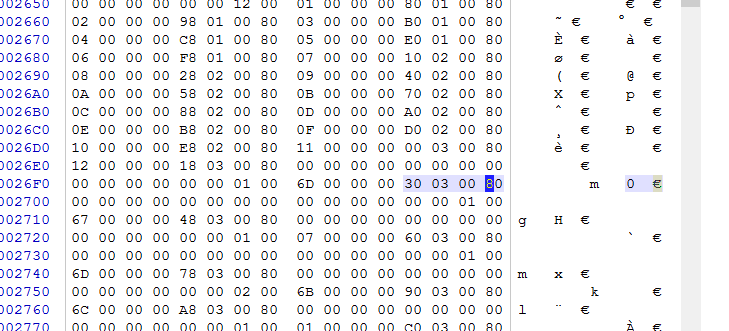 002650 00 00 00 00 00 00 12 00 01 00 00 00 80 01 00 80 € €
002660 02 00 00 00 98 01 00 80 03 00 00 00 B0 01 00 80 ˜ € ° €
002670 04 00 00 00 C8 01 00 80 05 00 00 00 E0 01 00 80 È € à €
002680 06 00 00 00 F8 01 00 80 07 00 00 00 10 02 00 80 ø € €
002690 08 00 00 00 28 02 00 80 09 00 00 00 40 02 00 80 ( € @ €
0026A0 0A 00 00 00 58 02 00 80 0B 00 00 00 70 02 00 80 X € p €
0026B0 0C 00 00 00 88 02 00 80 0D 00 00 00 A0 02 00 80 ˆ € €
0026C0 0E 00 00 00 B8 02 00 80 0F 00 00 00 D0 02 00 80 ¸ € Ð €
0026D0 10 00 00 00 E8 02 00 80 11 00 00 00 00 03 00 80 è € €
0026E0 12 00 00 00 18 03 00 80 00 00 00 00 00 00 00 00 €
0026F0 00 00 00 00 00 00 01 00 6D 00 00 00 30 03 00 80 m 0 €
002700 00 00 00 00 00 00 00 00 00 00 00 00 00 00 01 00
002710 67 00 00 00 48 03 00 80 00 00 00 00 00 00 00 00 g H €
002720 00 00 00 00 00 00 01 00 07 00 00 00 60 03 00 80 ` €
002730 00 00 00 00 00 00 00 00 00 00 00 00 00 00 01 00
002740 6D 00 00 00 78 03 00 80 00 00 00 00 00 00 00 00 m x €
002750 00 00 00 00 00 00 02 00 6B 00 00 00 90 03 00 80 k €
002760 6C 00 00 00 A8 03 00 80 00 00 00 00 00 00 00 00 l ¨ €
002770 00 00 00 00 00 00 01 00 01 00 00 00 C0 03 00 80 À €